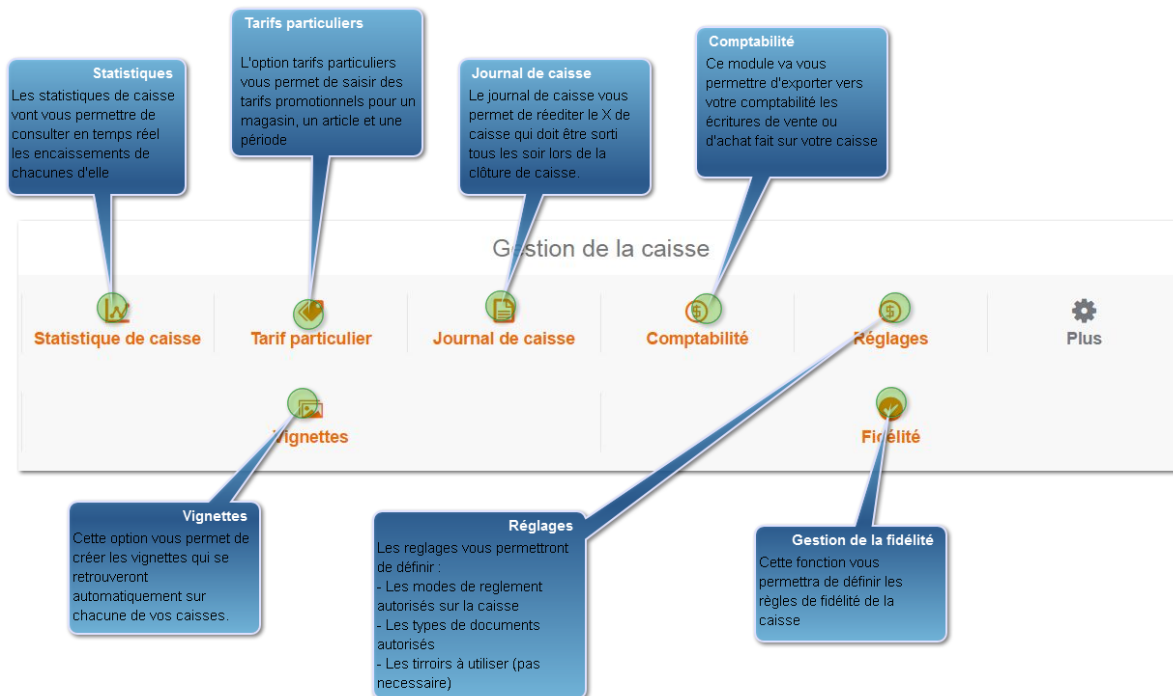 Statistiques
Les statistiques de caisse
vont vous permettre de
consulter en temps réel
les encaissements de
chacunes d'elle
Tarifs particuliers
L'option tarifs particuliers
vous permet de saisir des
tarifs promotionnels pour un
magasin, un article et une
période
Journal de caisse
Le journal de caisse vous
permet de réediter le X de
caisse qui doit être sorti
tous les soir lors de la
clôture de caisse.
Comptabilité
Ce module va vous
permettre d'exporter vers
votre comptabilité les
écritures de vente ou
d'achat fait sur votre caisse
Gestion de la caisse
Statistique de caisse
Tarif particulier
Journal de caisse
Comptabilité
Réglages
Plus
Vignettes
Fidélité
Vignettes
Cette option vous permet de
créer les vignettes qui se
retrouveront
automatiquement sur
chacune de vos caisses.
Réglages
Les reglages vous permettront
de définir :
- Les modes de reglement
autorisés sur la caisse
- Les types de documents
autorisés
- Les tirroirs à utiliser (pas
necessaire)
Gestion de la fidélité
Cette fonction vous
permettra de définir les
règles de fidélité de la
caisse